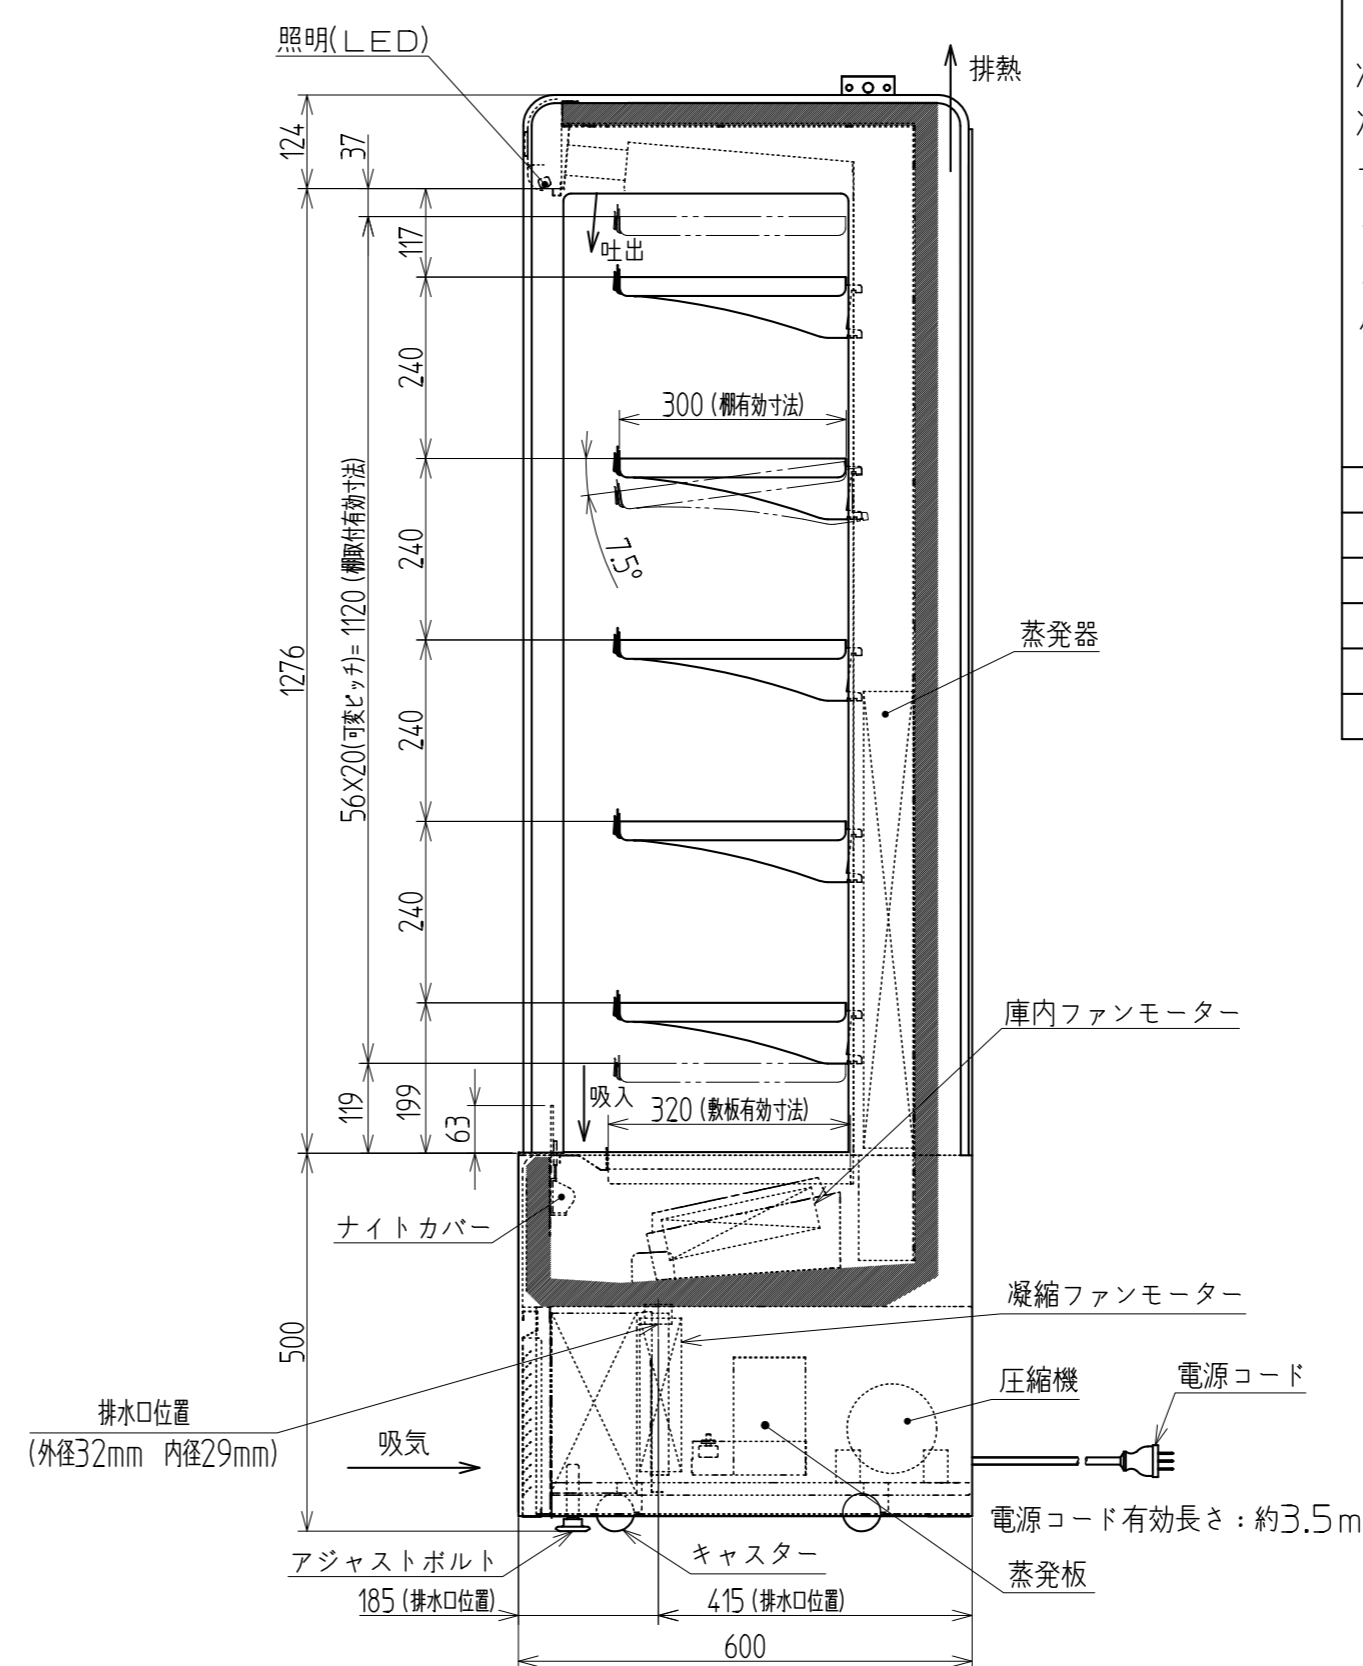 照明(LED)
排熱
124
37
117
吐出
240
300 (棚有効寸法)
7.5°
240
56×20(可変ピッチ)= 1120 (棚取付有効寸法)
1276
蒸発器
240
240
庫内ファンモーター
吸入
320 (敷板有効寸法)
119
199
63
ナイトカバー
凝縮ファンモーター
500
圧縮機
電源コード
排水口位置
(外径32mm 内径29mm)
吸気
電源コード有効長さ：約3.5m
アジャストボルト
キャスター
蒸発板
185 (排水口位置)
415 (排水口位置)
600